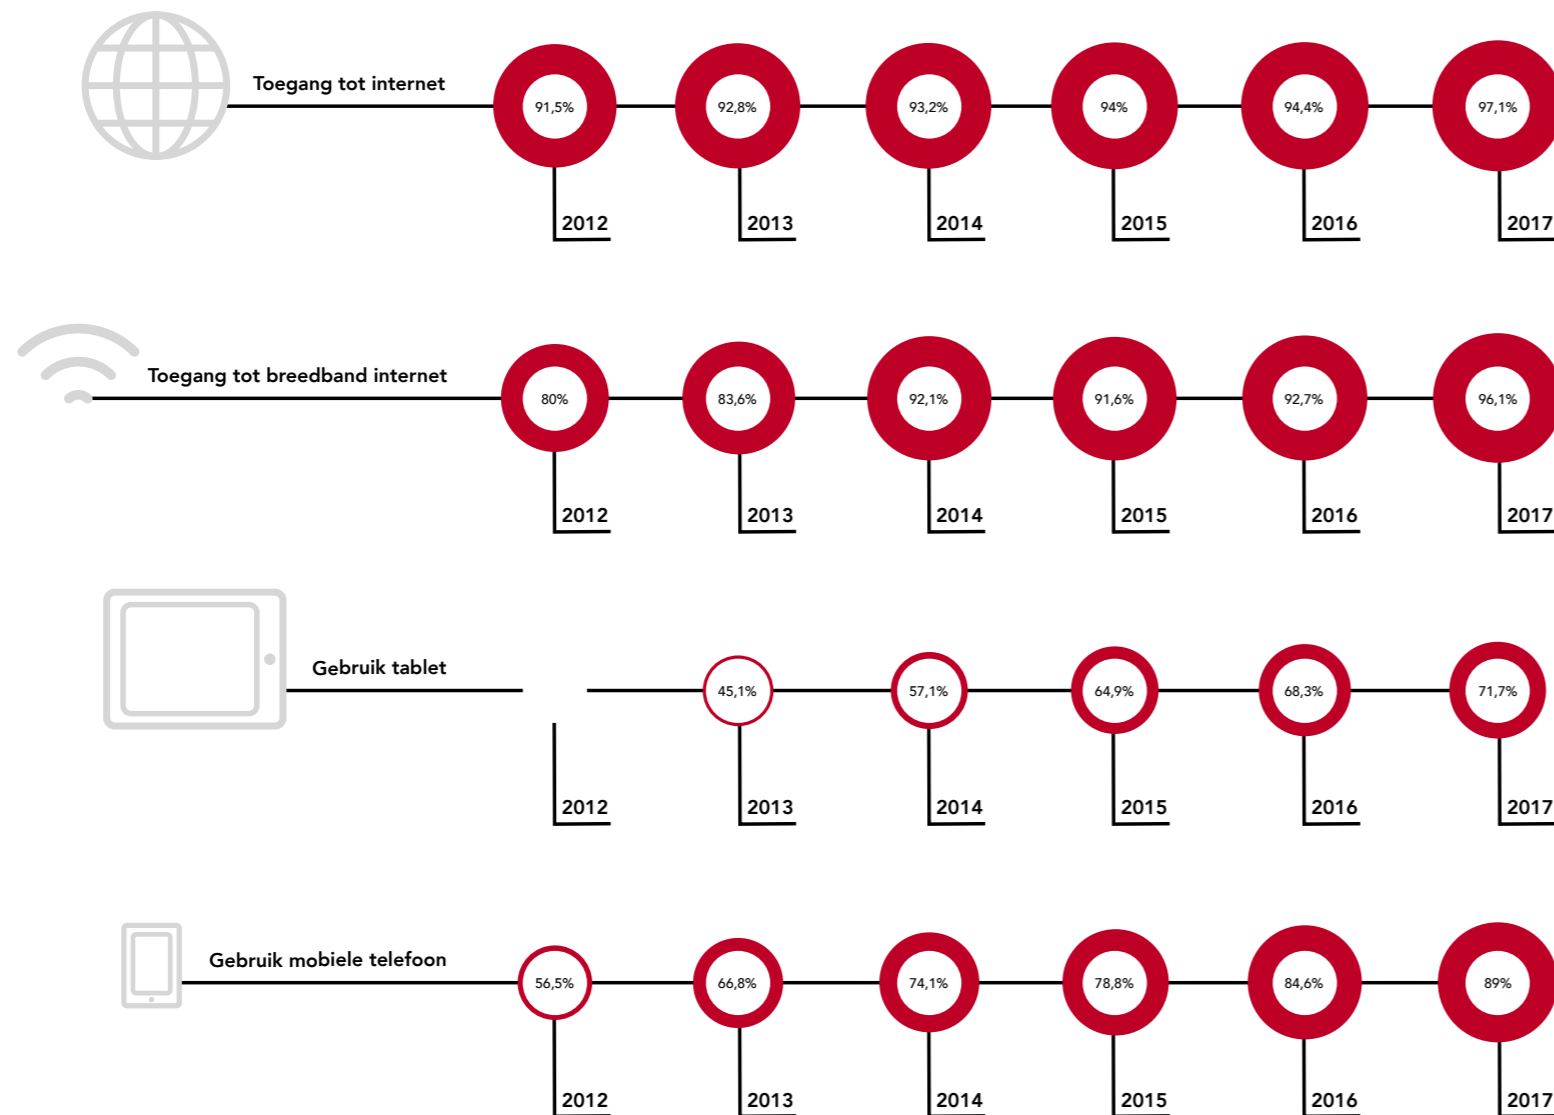 Toegang tot internet
91,5% 92,8% 93,2% 94% 94,4% 97,1%
2012 2013 2014 2015 2016 2017
Toegang tot breedband internet
80% 83,6% 92,1% 91,6% 92,7% 96,1%
2012 2013 2014 2015 2016 2017
Gebruik tablet
45,1% 57,1% 64,9% 68,3% 71,7%
2012 2013 2014 2015 2016 2017
Gebruik mobiele telefoon
56,5% 66,8% 74,1% 78,8% 84,6% 89%
2012 2013 2014 2015 2016 2017